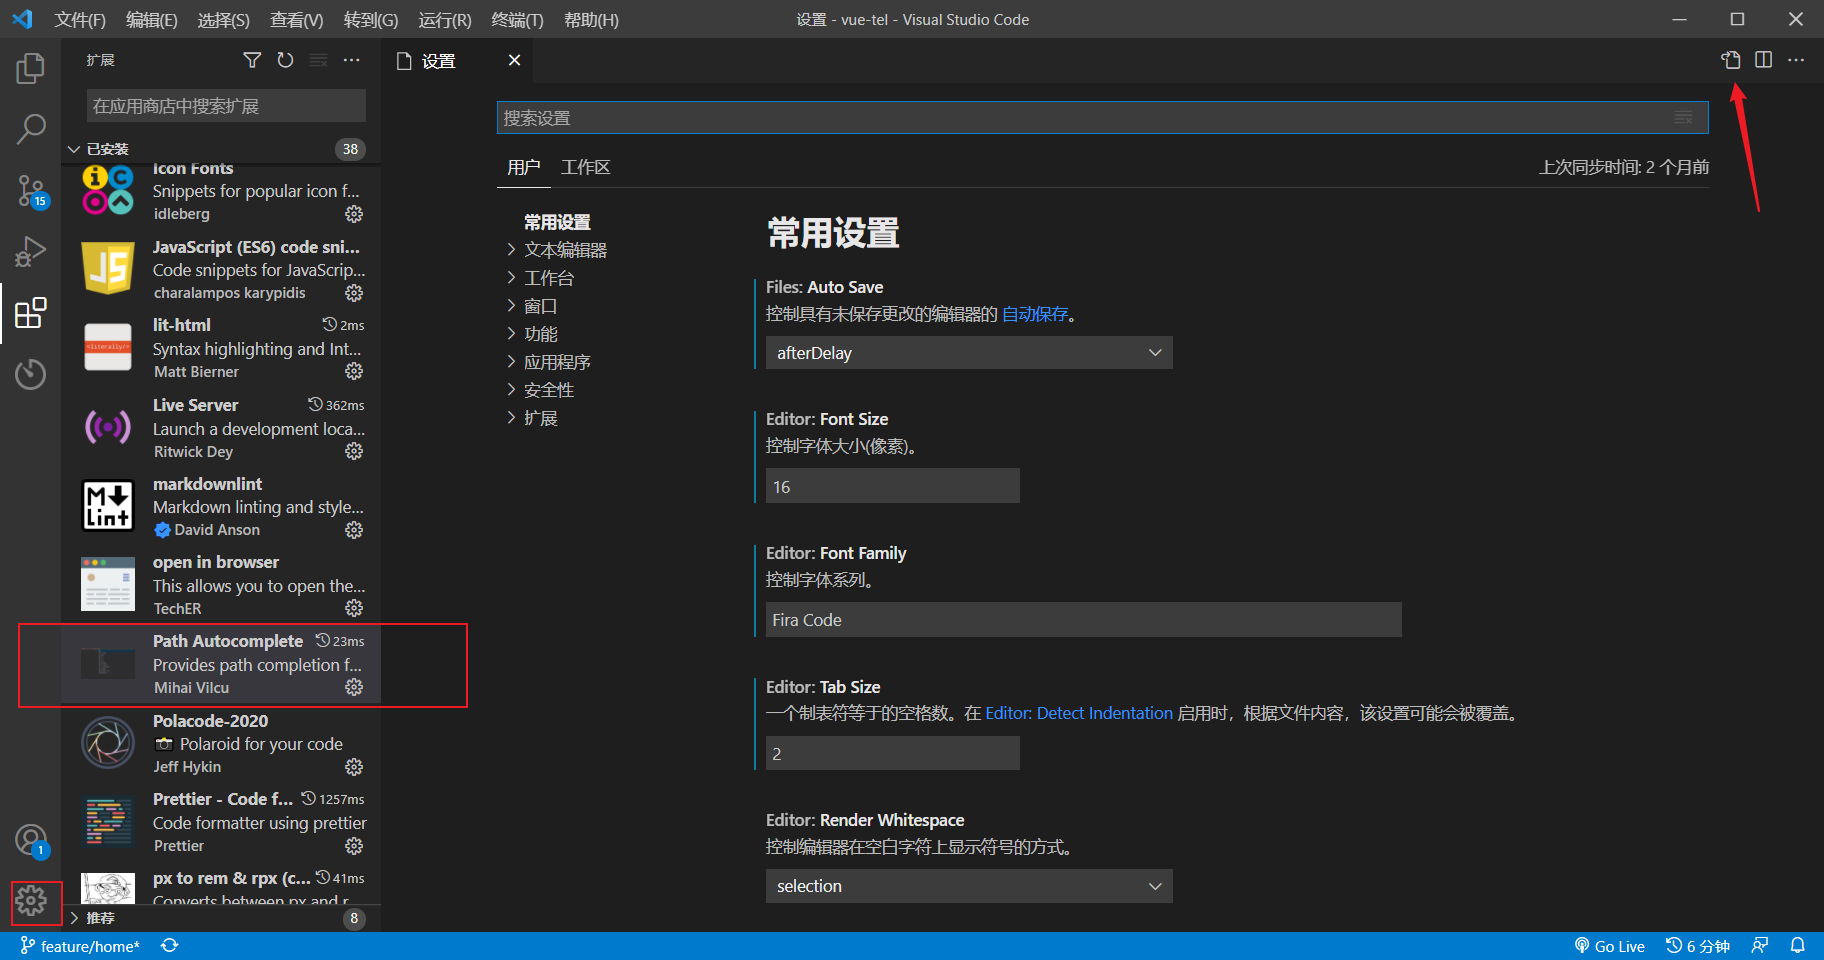 文件(F) 编辑(E) 选择(S) 查看(V) 转到(G) 运行(R) 终端(T) 帮助(H) 设置 - vue-tel - Visual Studio Code
扩展
在应用商店中搜索扩展
已安装 38
Icon Fonts
Snippets for popular icon f...
idleberg
JavaScript (ES6) code sni...
Code snippets for JavaScrip...
charalampos karypidis
lit-html 2ms
Syntax highlighting and Int...
Matt Bierner
Live Server 362ms
Launch a development loca...
Ritwick Dey
markdownlint
Markdown linting and style...
David Anson
open in browser
This allows you to open the...
TechER
Path Autocomplete 23ms
Provides path completion f...
Mihai Vilcu
Polacode-2020
Polaroid for your code
Jeff Hykin
Prettier - Code f... 1257ms
Code formatter using prettier
Prettier
px to rem & rpx (c... 41ms
Converts between px and r
推荐 8
15
1
JS
<literally/>
M
Lint
设置
搜索设置
用户 工作区 上次同步时间: 2 个月前
常用设置
文本编辑器
工作台
窗口
功能
应用程序
安全性
扩展
常用设置
Files: Auto Save
控制具有未保存更改的编辑器的 自动保存。
afterDelay
Editor: Font Size
控制字体大小(像素)。
16
Editor: Font Family
控制字体系列。
Fira Code
Editor: Tab Size
一个制表符等于的空格数。在 Editor: Detect Indentation 启用时，根据文件内容，该设置可能会被覆盖。
2
Editor: Render Whitespace
控制编辑器在空白字符上显示符号的方式。
selection
feature/home* Go Live 6 分钟